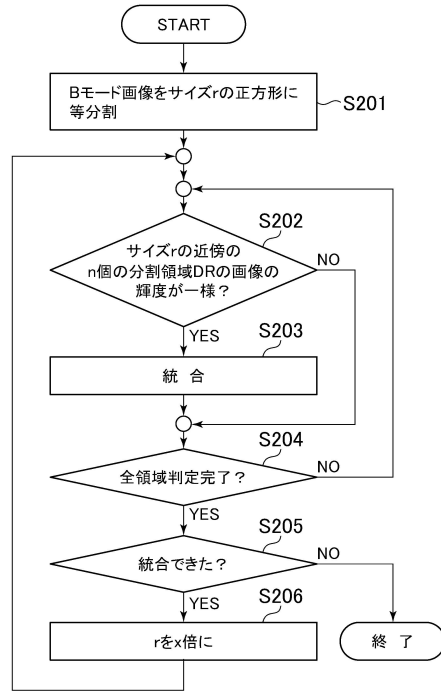 START
Bモード画像をサイズrの正方形に
等分割
S201
S202
サイズrの近傍の
n個の分割領域DRの画像の
輝度が一様？
NO
YES
S203
統 合
S204
全領域判定完了？
NO
YES
S205
統合できた？
NO
YES
S206
rをx倍に
終 了